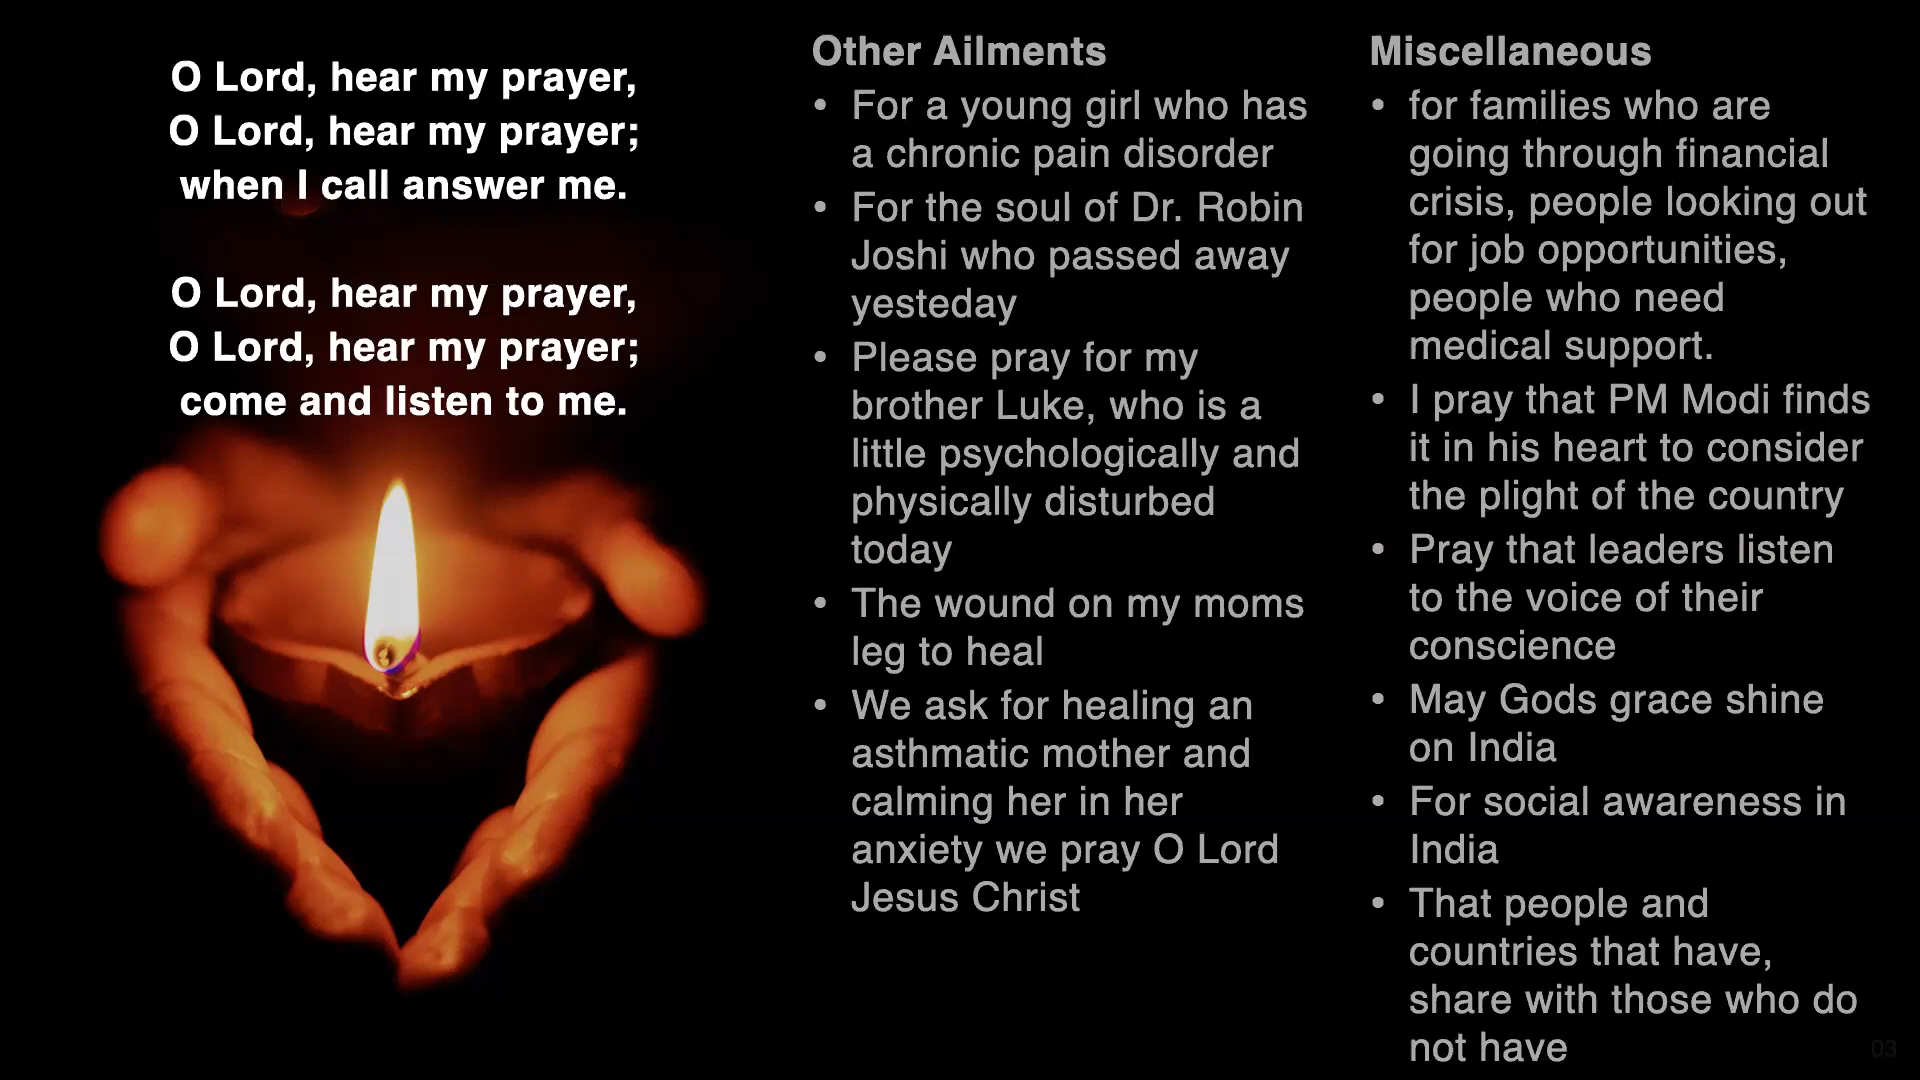 O Lord, hear my prayer,
O Lord, hear my prayer;
when I call answer me.
O Lord, hear my prayer,
O Lord, hear my prayer;
come and listen to me.
Other Ailments
• For a young girl who has
a chronic pain disorder
• For the soul of Dr. Robin
Joshi who passed away
yesteday
• Please pray for my
brother Luke, who is a
little psychologically and
physically disturbed
today
• The wound on my moms
leg to heal
• We ask for healing an
asthmatic mother and
calming her in her
anxiety we pray O Lord
Jesus Christ
Miscellaneous
• for families who are
going through financial
crisis, people looking out
for job opportunities,
people who need
medical support.
• I pray that PM Modi finds
it in his heart to consider
the plight of the country
• Pray that leaders listen
to the voice of their
conscience
• May Gods grace shine
on India
• For social awareness in
India
• That people and
countries that have,
share with those who do
not have
03